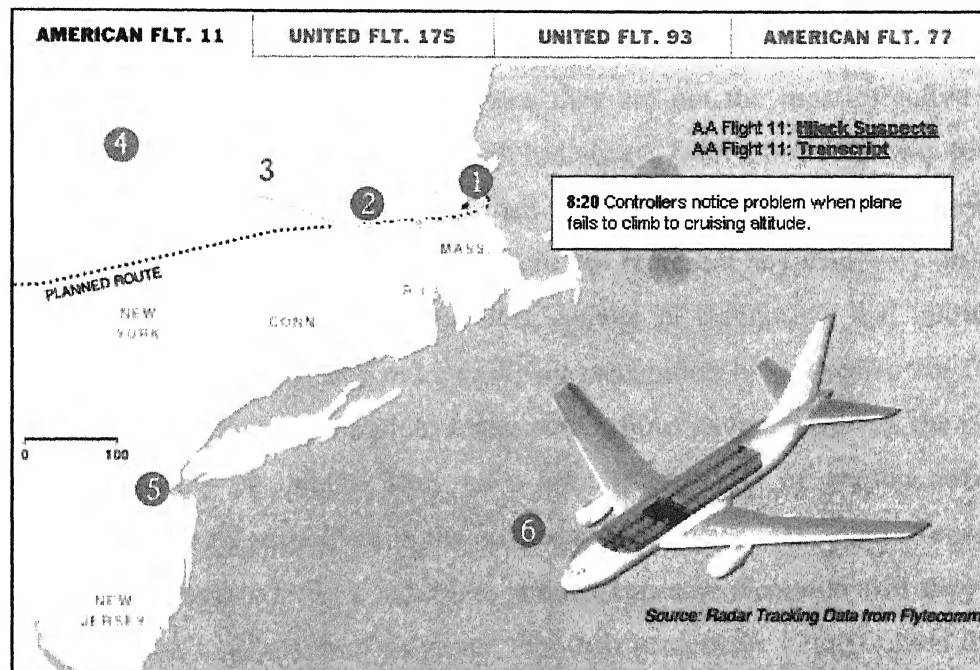 AMERICAN FLT. 11
UNITED FLT. 175
UNITED FLT. 93
AMERICAN FLT. 77
AA Flight 11: Hijack Suspects
AA Flight 11: Transcript
4
3
2
1
8:20 Controllers notice problem when plane
fails to climb to cruising altitude.
MASS.
PLANNED ROUTE
R.I.
NEW
YORK
CONN
0 100
5
6
NEW
JERSEY
Source: Radar Tracking Data from Flytecomm